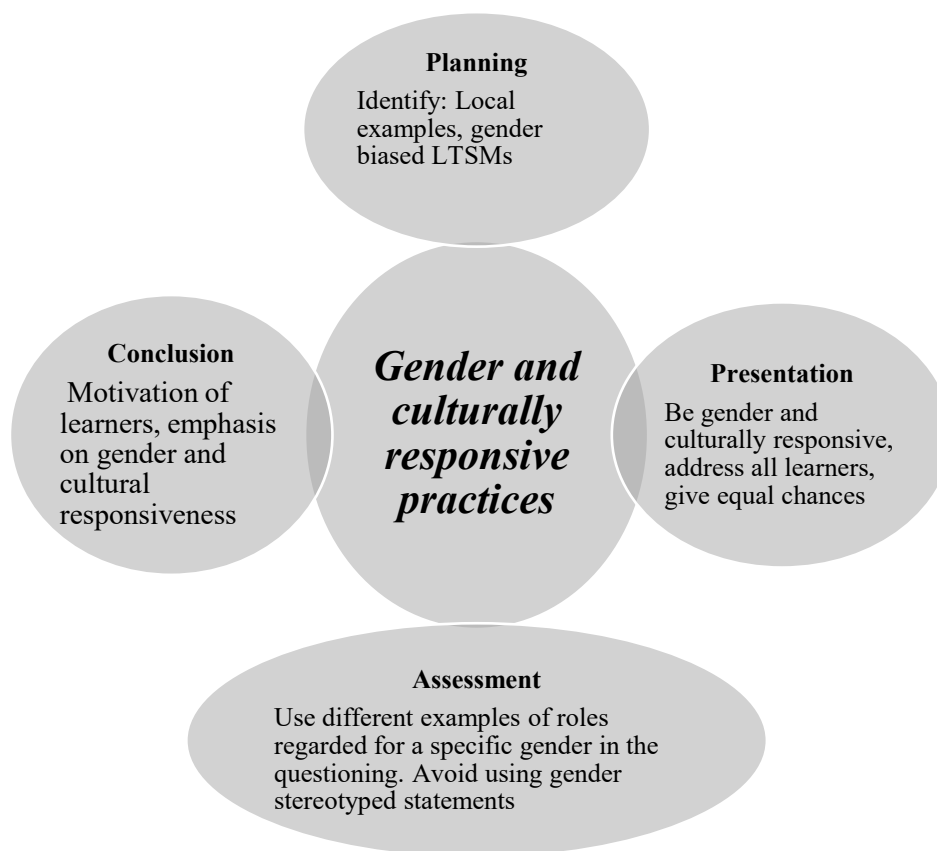 Planning
Identify: Local
examples, gender
biased LTSMs
Conclusion
Motivation of
learners, emphasis
on gender and
cultural
responsiveness
Gender and
culturally
responsive
practices
Presentation
Be gender and
culturally responsive,
address all learners,
give equal chances
Assessment
Use different examples of roles
regarded for a specific gender in the
questioning. Avoid using gender
stereotyped statements